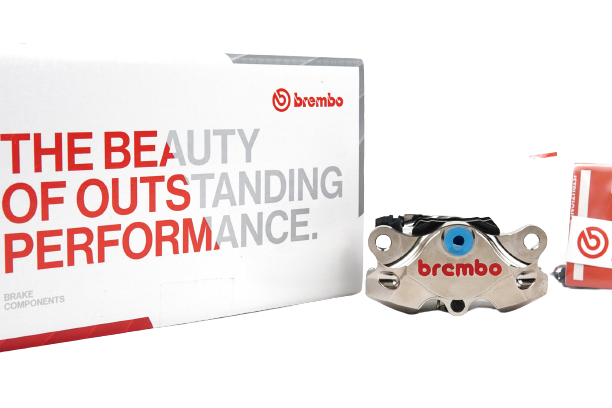 brembo
THE BEAUTY
OF OUTSTANDING
PERFORMANCE.
BRAKE
COMPONENTS
brembo